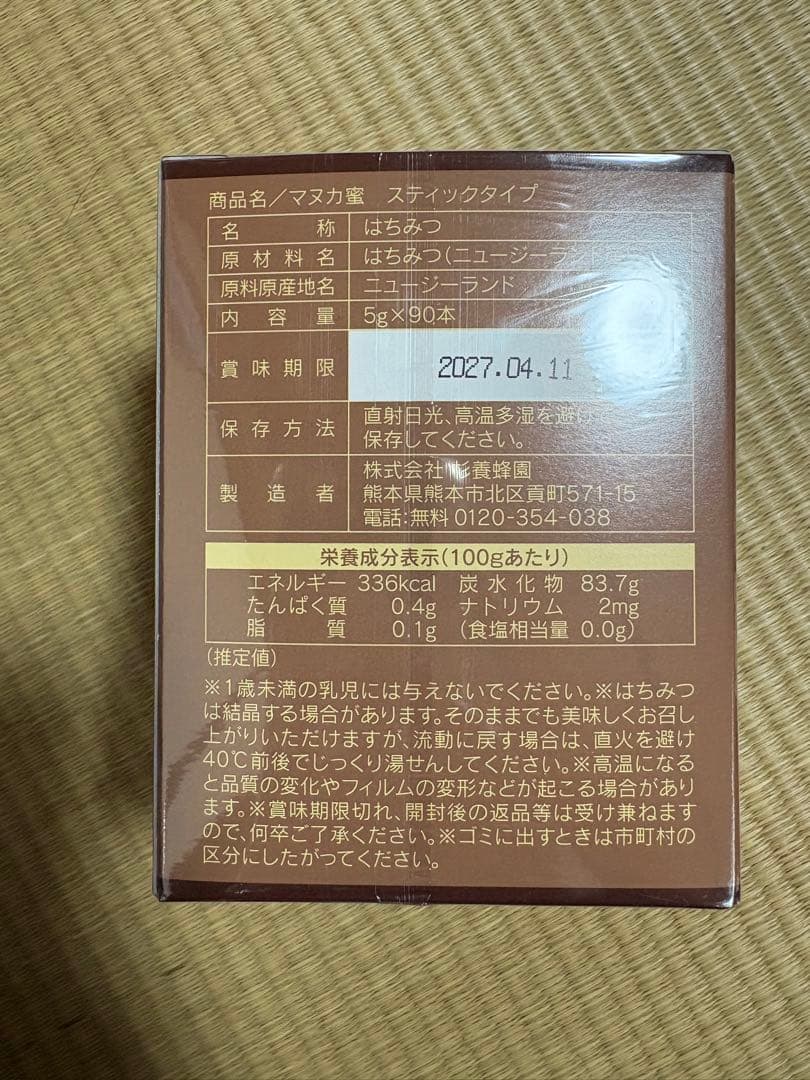 商品名／マヌカ蜜 スティックタイプ
名称 はちみつ
原材料名 はちみつ（ニュージーランド
原料原産地名 ニュージーランド
内容量 5g×90本
賞味期限 2027.04.11
保存方法 直射日光、高温多湿を避け
保存してください。
製造者 株式会社 杉養蜂園
熊本県熊本市北区貢町571-15
電話:無料 0120-354-038
栄養成分表示（100gあたり）
エネルギー 336kcal 炭水化物 83.7g
たんぱく質 0.4g ナトリウム 2mg
脂質 0.1g （食塩相当量 0.0g）
（推定値）
※1歳未満の乳児には与えないでください。※はちみつ
は結晶する場合があります。そのままでも美味しくお召し
上がりいただけますが、流動に戻す場合は、直火を避け
40℃前後でじっくり湯せんしてください。※高温になる
と品質の変化やフィルムの変形などが起こる場合があり
ます。※賞味期限切れ、開封後の返品等は受け兼ねます
ので、何卒ご了承ください。※ゴミに出すときは市町村の
区分にしたがってください。